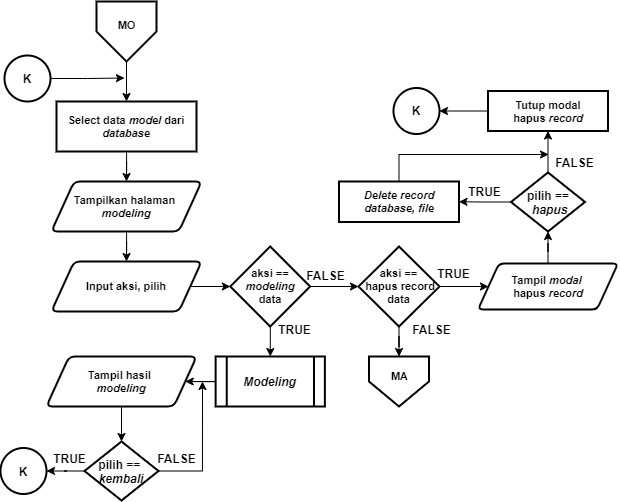 MO
K
Select data model dari
database
Tampilkan halaman
modeling
Input aksi, pilih
aksi ==
modeling
data
FALSE
TRUE
aksi ==
hapus record
data
TRUE
FALSE
MA
Tampil modal
hapus record
pilih ==
hapus
TRUE
FALSE
Delete record
database, file
Tutup modal
hapus record
K
Modeling
Tampil hasil
modeling
pilih ==
kembali
TRUE
FALSE
K